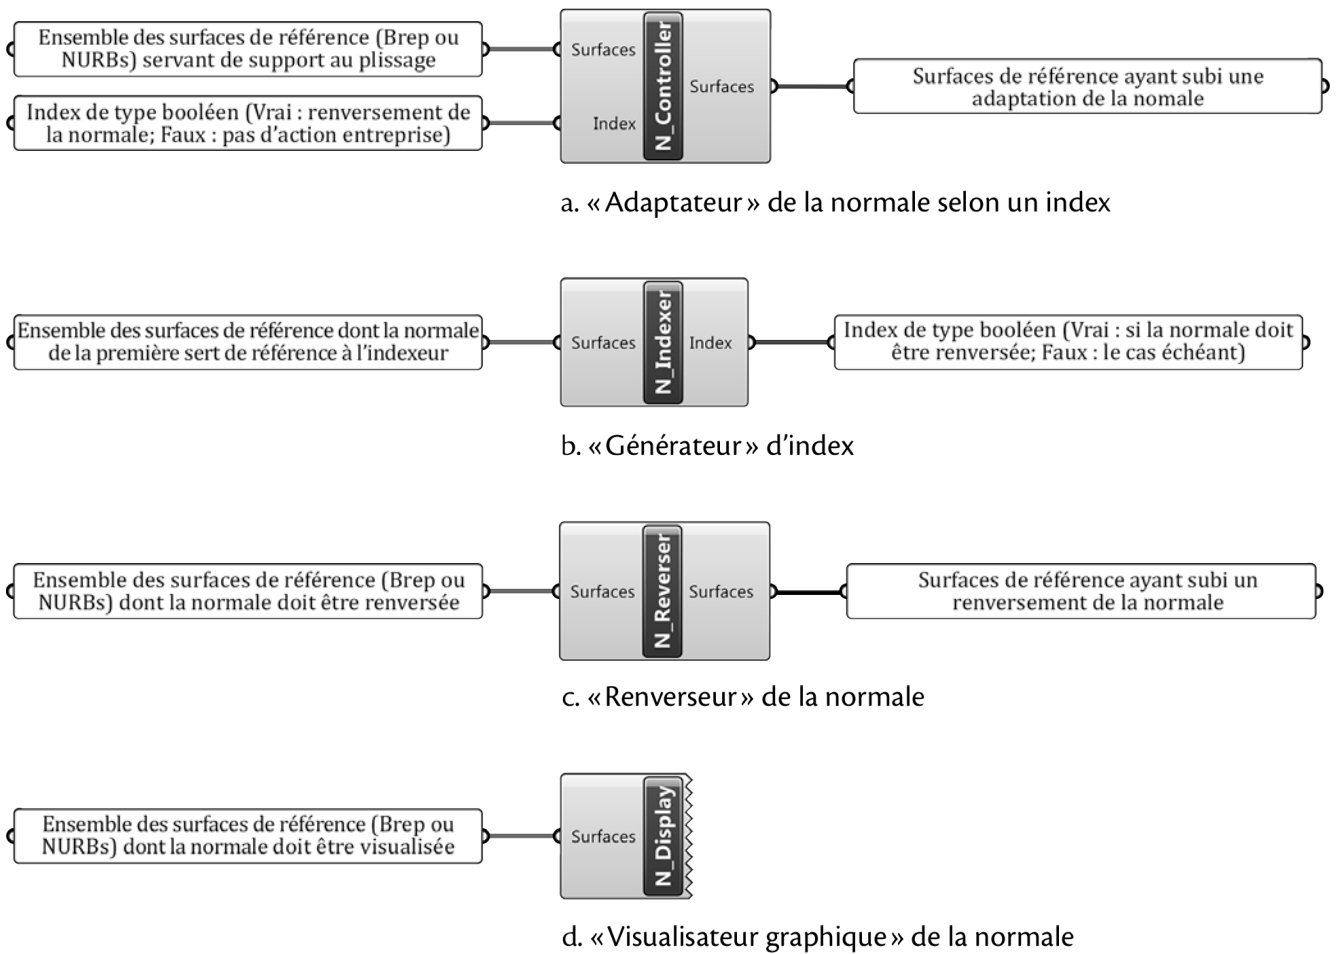 Ensemble des surfaces de référence (Brep ou
NURBs) servant de support au plissage
Index de type booléen (Vrai : renversement de
la normale; Faux : pas d'action entreprise)
Surfaces
Index
N_Controller
Surfaces
Surfaces de référence ayant subi une
adaptation de la nomale
a. « Adaptateur » de la normale selon un index
Ensemble des surfaces de référence dont la normale
de la première sert de référence à l'indexeur
Surfaces
N_Indexer
Index
Index de type booléen (Vrai : si la normale doit
être renversée; Faux : le cas échéant)
b. « Générateur » d'index
Ensemble des surfaces de référence (Brep ou
NURBs) dont la normale doit être renversée
Surfaces
N_Reverser
Surfaces
Surfaces de référence ayant subi un
renversement de la normale
c. « Renverseur » de la normale
Ensemble des surfaces de référence (Brep ou
NURBs) dont la normale doit être visualisée
Surfaces
N_Display
d. « Visualisateur graphique » de la normale